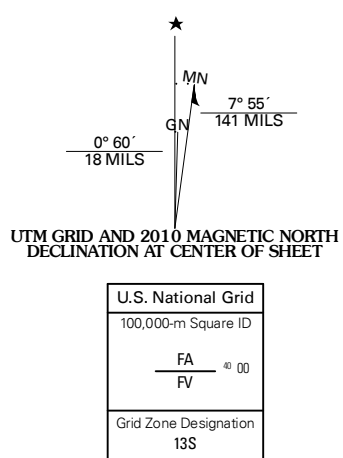 ★
MN
GN
7° 55´
141 MILS
0° 60´
18 MILS
UTM GRID AND 2010 MAGNETIC NORTH
DECLINATION AT CENTER OF SHEET
U.S. National Grid
100,000-m Square ID
FA
40 00
FV
Grid Zone Designation
13S